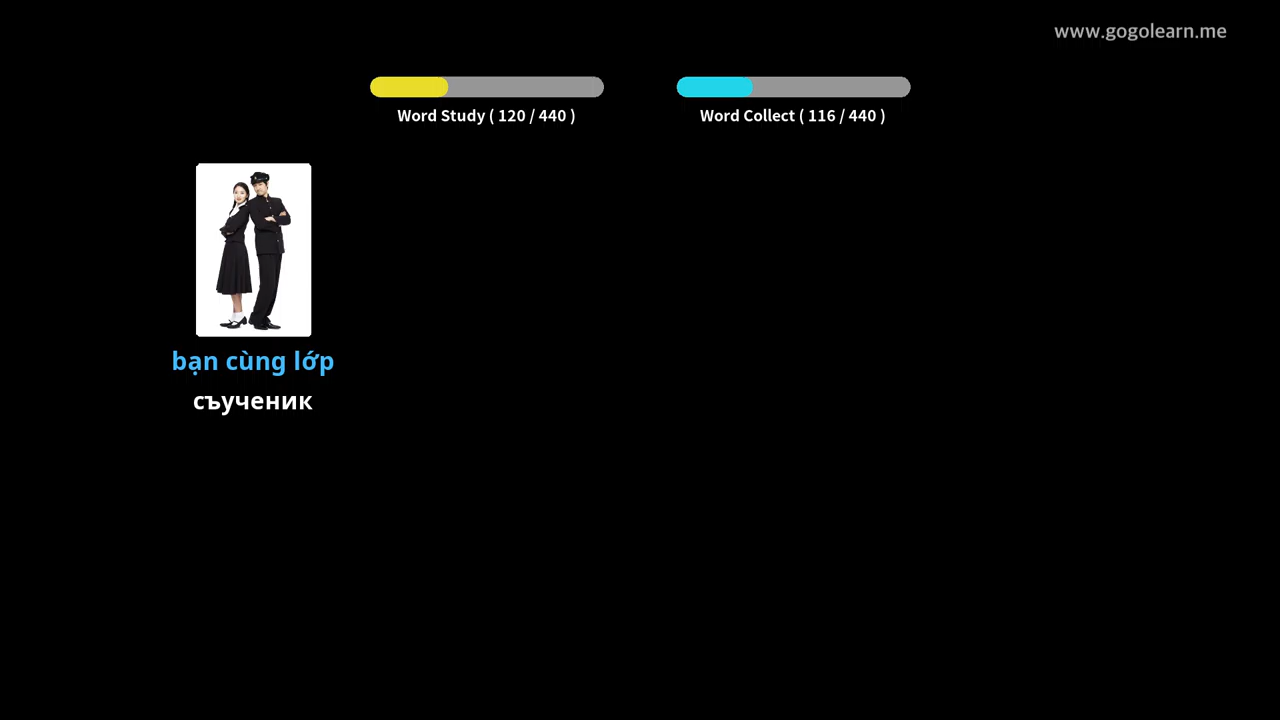 www.gogolearn.me
Word Study ( 120 / 440 )
Word Collect ( 116 / 440 )
bạn cùng lớp
съученик